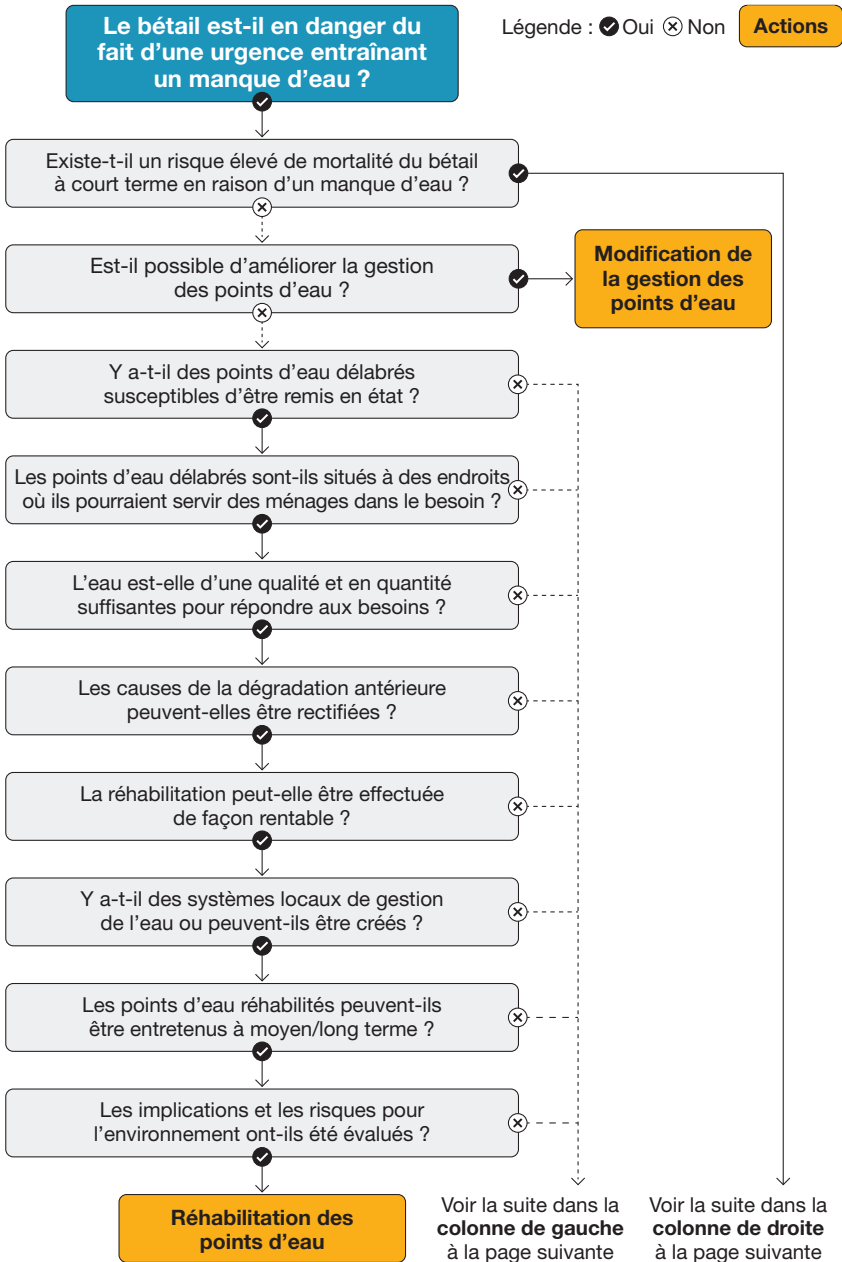 Le bétail est-il en danger du
fait d'une urgence entraînant
un manque d'eau ?
Légende : Oui Non Actions
Existe-t-il un risque élevé de mortalité du bétail
à court terme en raison d'un manque d'eau ?
Est-il possible d'améliorer la gestion
des points d'eau ?
Modification de
la gestion des
points d'eau
Y a-t-il des points d'eau délabrés
susceptibles d'être remis en état ?
Les points d'eau délabrés sont-ils situés à des endroits
où ils pourraient servir des ménages dans le besoin ?
L'eau est-elle d'une qualité et en quantité
suffisantes pour répondre aux besoins ?
Les causes de la dégradation antérieure
peuvent-elles être rectifiées ?
La réhabilitation peut-elle être effectuée
de façon rentable ?
Y a-t-il des systèmes locaux de gestion
de l'eau ou peuvent-ils être créés ?
Les points d'eau réhabilités peuvent-ils
être entretenus à moyen/long terme ?
Les implications et les risques pour
l'environnement ont-ils été évalués ?
Réhabilitation des
points d'eau
Voir la suite dans la
colonne de gauche
à la page suivante
Voir la suite dans la
colonne de droite
à la page suivante